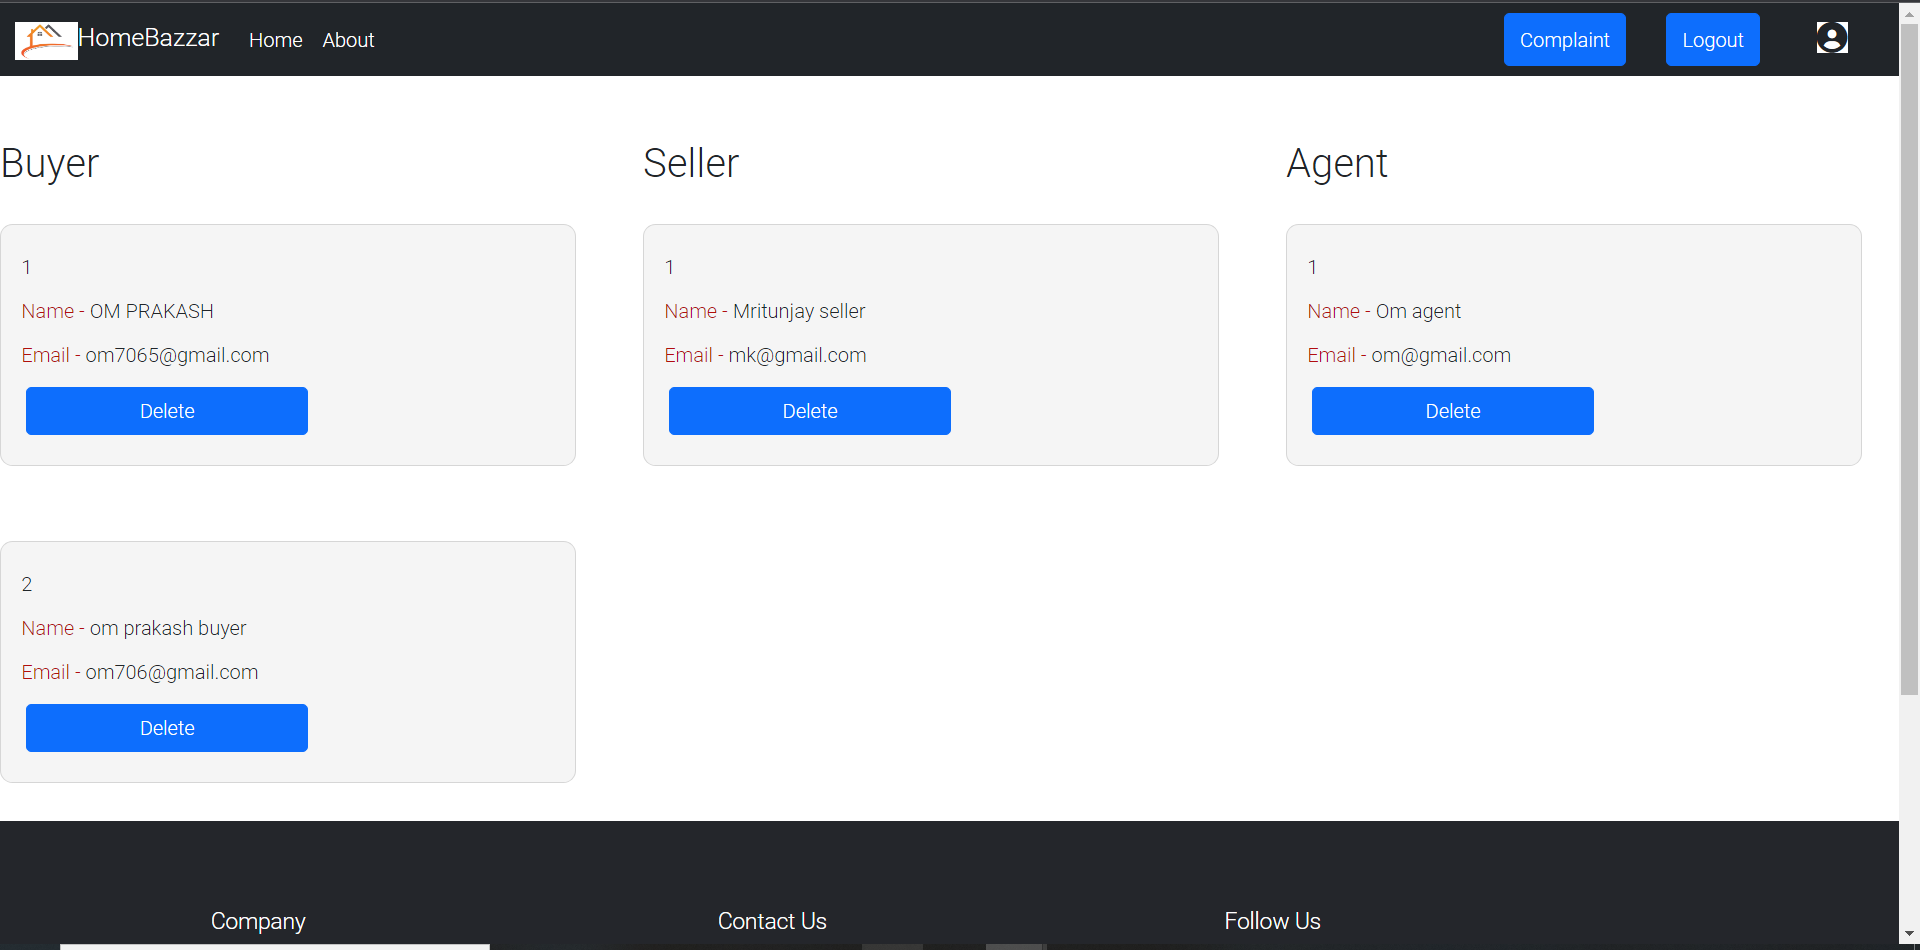 HomeBazzar Home About Complaint Logout
Buyer
1
Name - OM PRAKASH
Email - om7065@gmail.com
Delete
2
Name - om prakash buyer
Email - om706@gmail.com
Delete
Seller
1
Name - Mritunjay seller
Email - mk@gmail.com
Delete
Agent
1
Name - Om agent
Email - om@gmail.com
Delete
Company Contact Us Follow Us